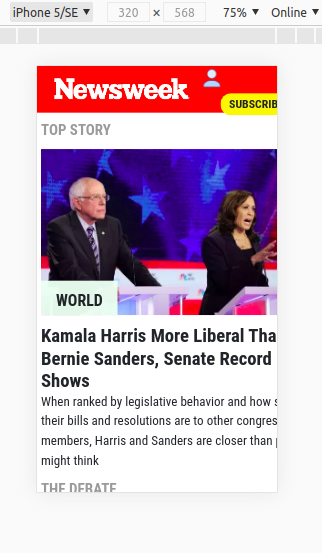 iPhone 5/SE ▼ 320 × 568 75% ▼ Online ▼
Newsweek
SUBSCRIB
TOP STORY
WORLD
Kamala Harris More Liberal Tha
Bernie Sanders, Senate Record
Shows
When ranked by legislative behavior and how s
their bills and resolutions are to other congres
members, Harris and Sanders are closer than p
might think
THE DEBATE